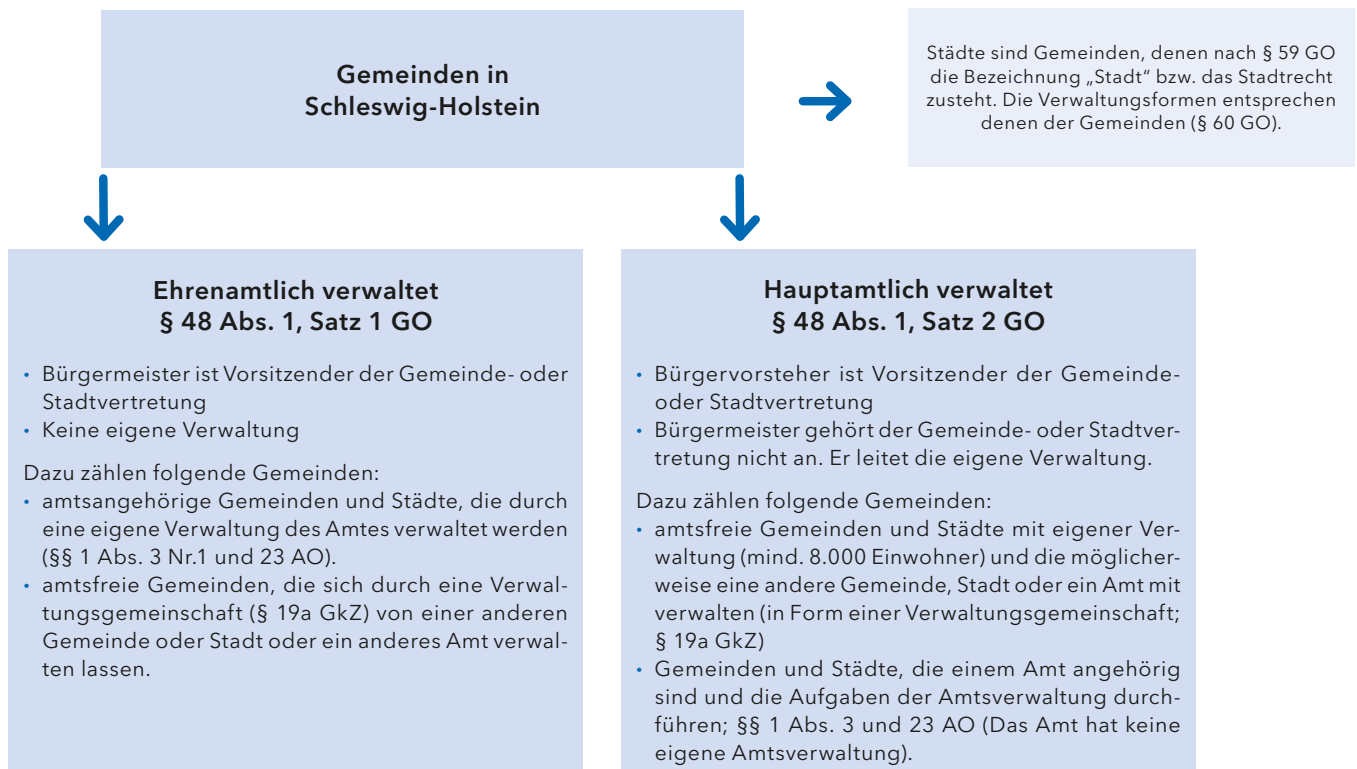 Gemeinden in
Schleswig-Holstein
Städte sind Gemeinden, denen nach § 59 GO
die Bezeichnung „Stadt“ bzw. das Stadtrecht
zusteht. Die Verwaltungsformen entsprechen
denen der Gemeinden (§ 60 GO).
Ehrenamtlich verwaltet
§ 48 Abs. 1, Satz 1 GO
• Bürgermeister ist Vorsitzender der Gemeinde- oder
Stadtvertretung
• Keine eigene Verwaltung
Dazu zählen folgende Gemeinden:
• amtsangehörige Gemeinden und Städte, die durch
eine eigene Verwaltung des Amtes verwaltet werden
(§§ 1 Abs. 3 Nr.1 und 23 AO).
• amtsfreie Gemeinden, die sich durch eine Verwal-
tungsgemeinschaft (§ 19a GkZ) von einer anderen
Gemeinde oder Stadt oder ein anderes Amt verwal-
ten lassen.
Hauptamtlich verwaltet
§ 48 Abs. 1, Satz 2 GO
• Bürgervorsteher ist Vorsitzender der Gemeinde-
oder Stadtvertretung
• Bürgermeister gehört der Gemeinde- oder Stadtver-
tretung nicht an. Er leitet die eigene Verwaltung.
Dazu zählen folgende Gemeinden:
• amtsfreie Gemeinden und Städte mit eigener Ver-
waltung (mind. 8.000 Einwohner) und die möglicher-
weise eine andere Gemeinde, Stadt oder ein Amt mit
verwalten (in Form einer Verwaltungsgemeinschaft;
§ 19a GkZ)
• Gemeinden und Städte, die einem Amt angehörig
sind und die Aufgaben der Amtsverwaltung durch-
führen; §§ 1 Abs. 3 und 23 AO (Das Amt hat keine
eigene Amtsverwaltung).